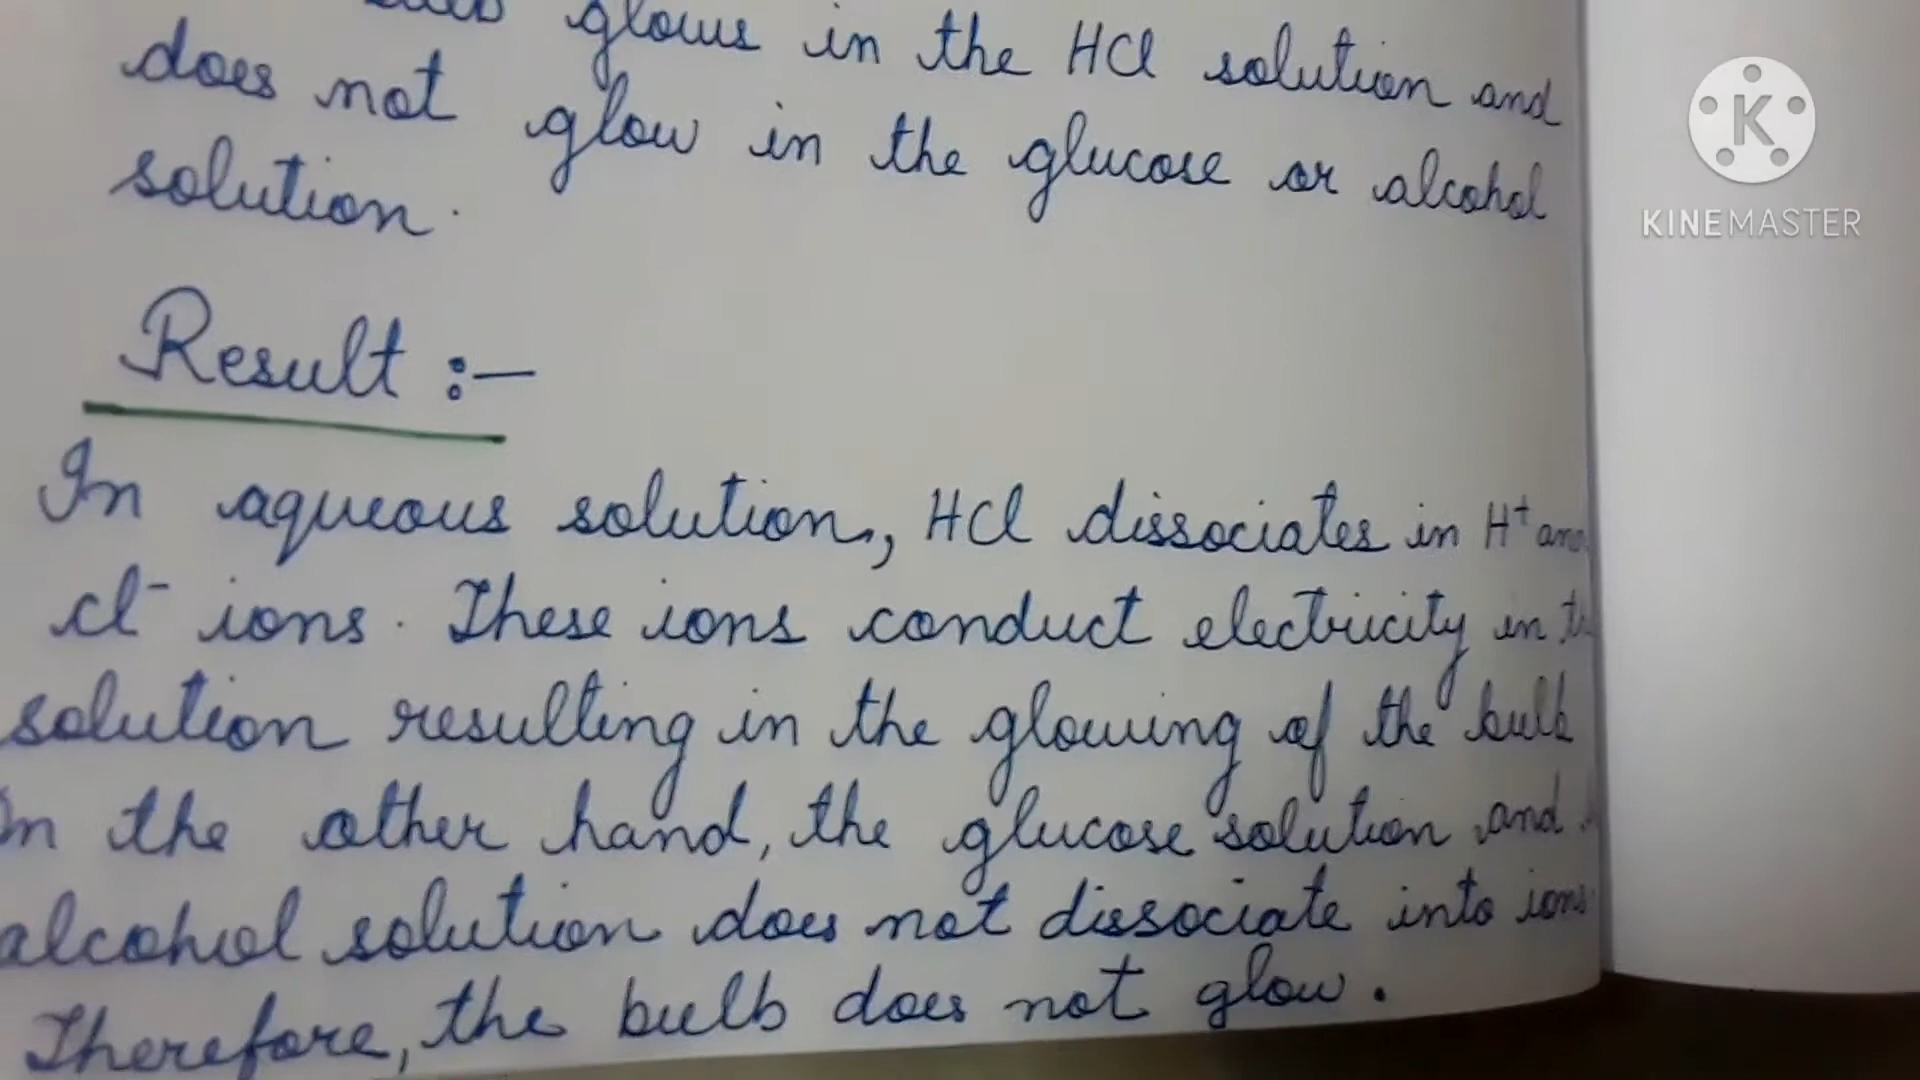 glows in the HCl solution and
does not glow in the glucose or alcohol
solution.
Result :-
In aqueous solution, HCl dissociates in H⁺
cl⁻ ions. These ions conduct electricity in
solution resulting in the glowing of the bulb
the other hand, the glucose solution and
alcohol solution does not dissociate into ions
Therefore, the bulb does not glow.
K
KINEMASTER